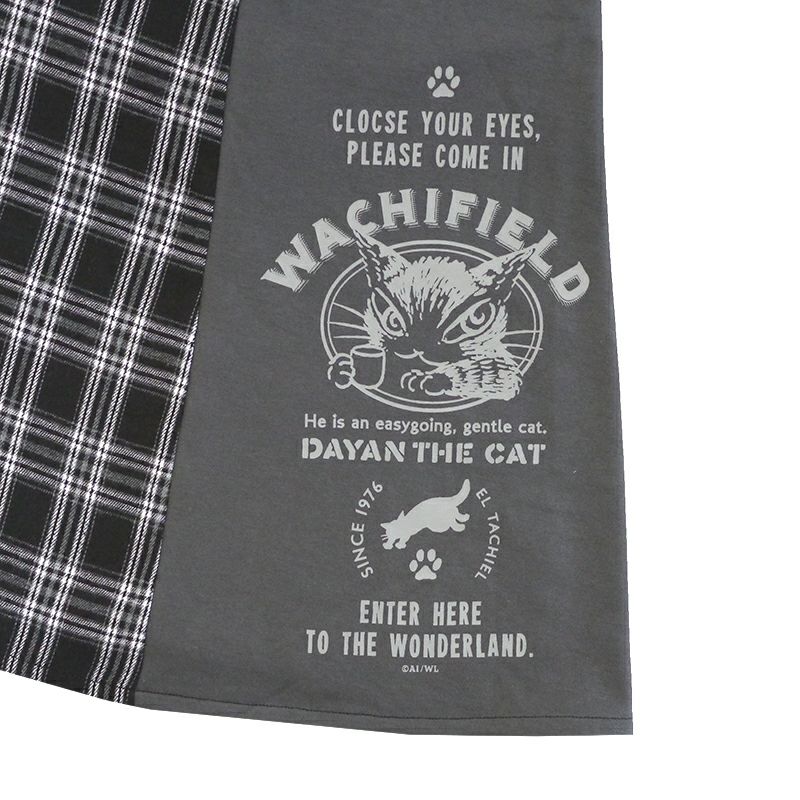 CLOCSE YOUR EYES,
PLEASE COME IN
WACHIFIELD
He is an easygoing, gentle cat.
DAYAN THE CAT
SINCE 1976
EL TACHIEL
ENTER HERE
TO THE WONDERLAND.
©AI/WL